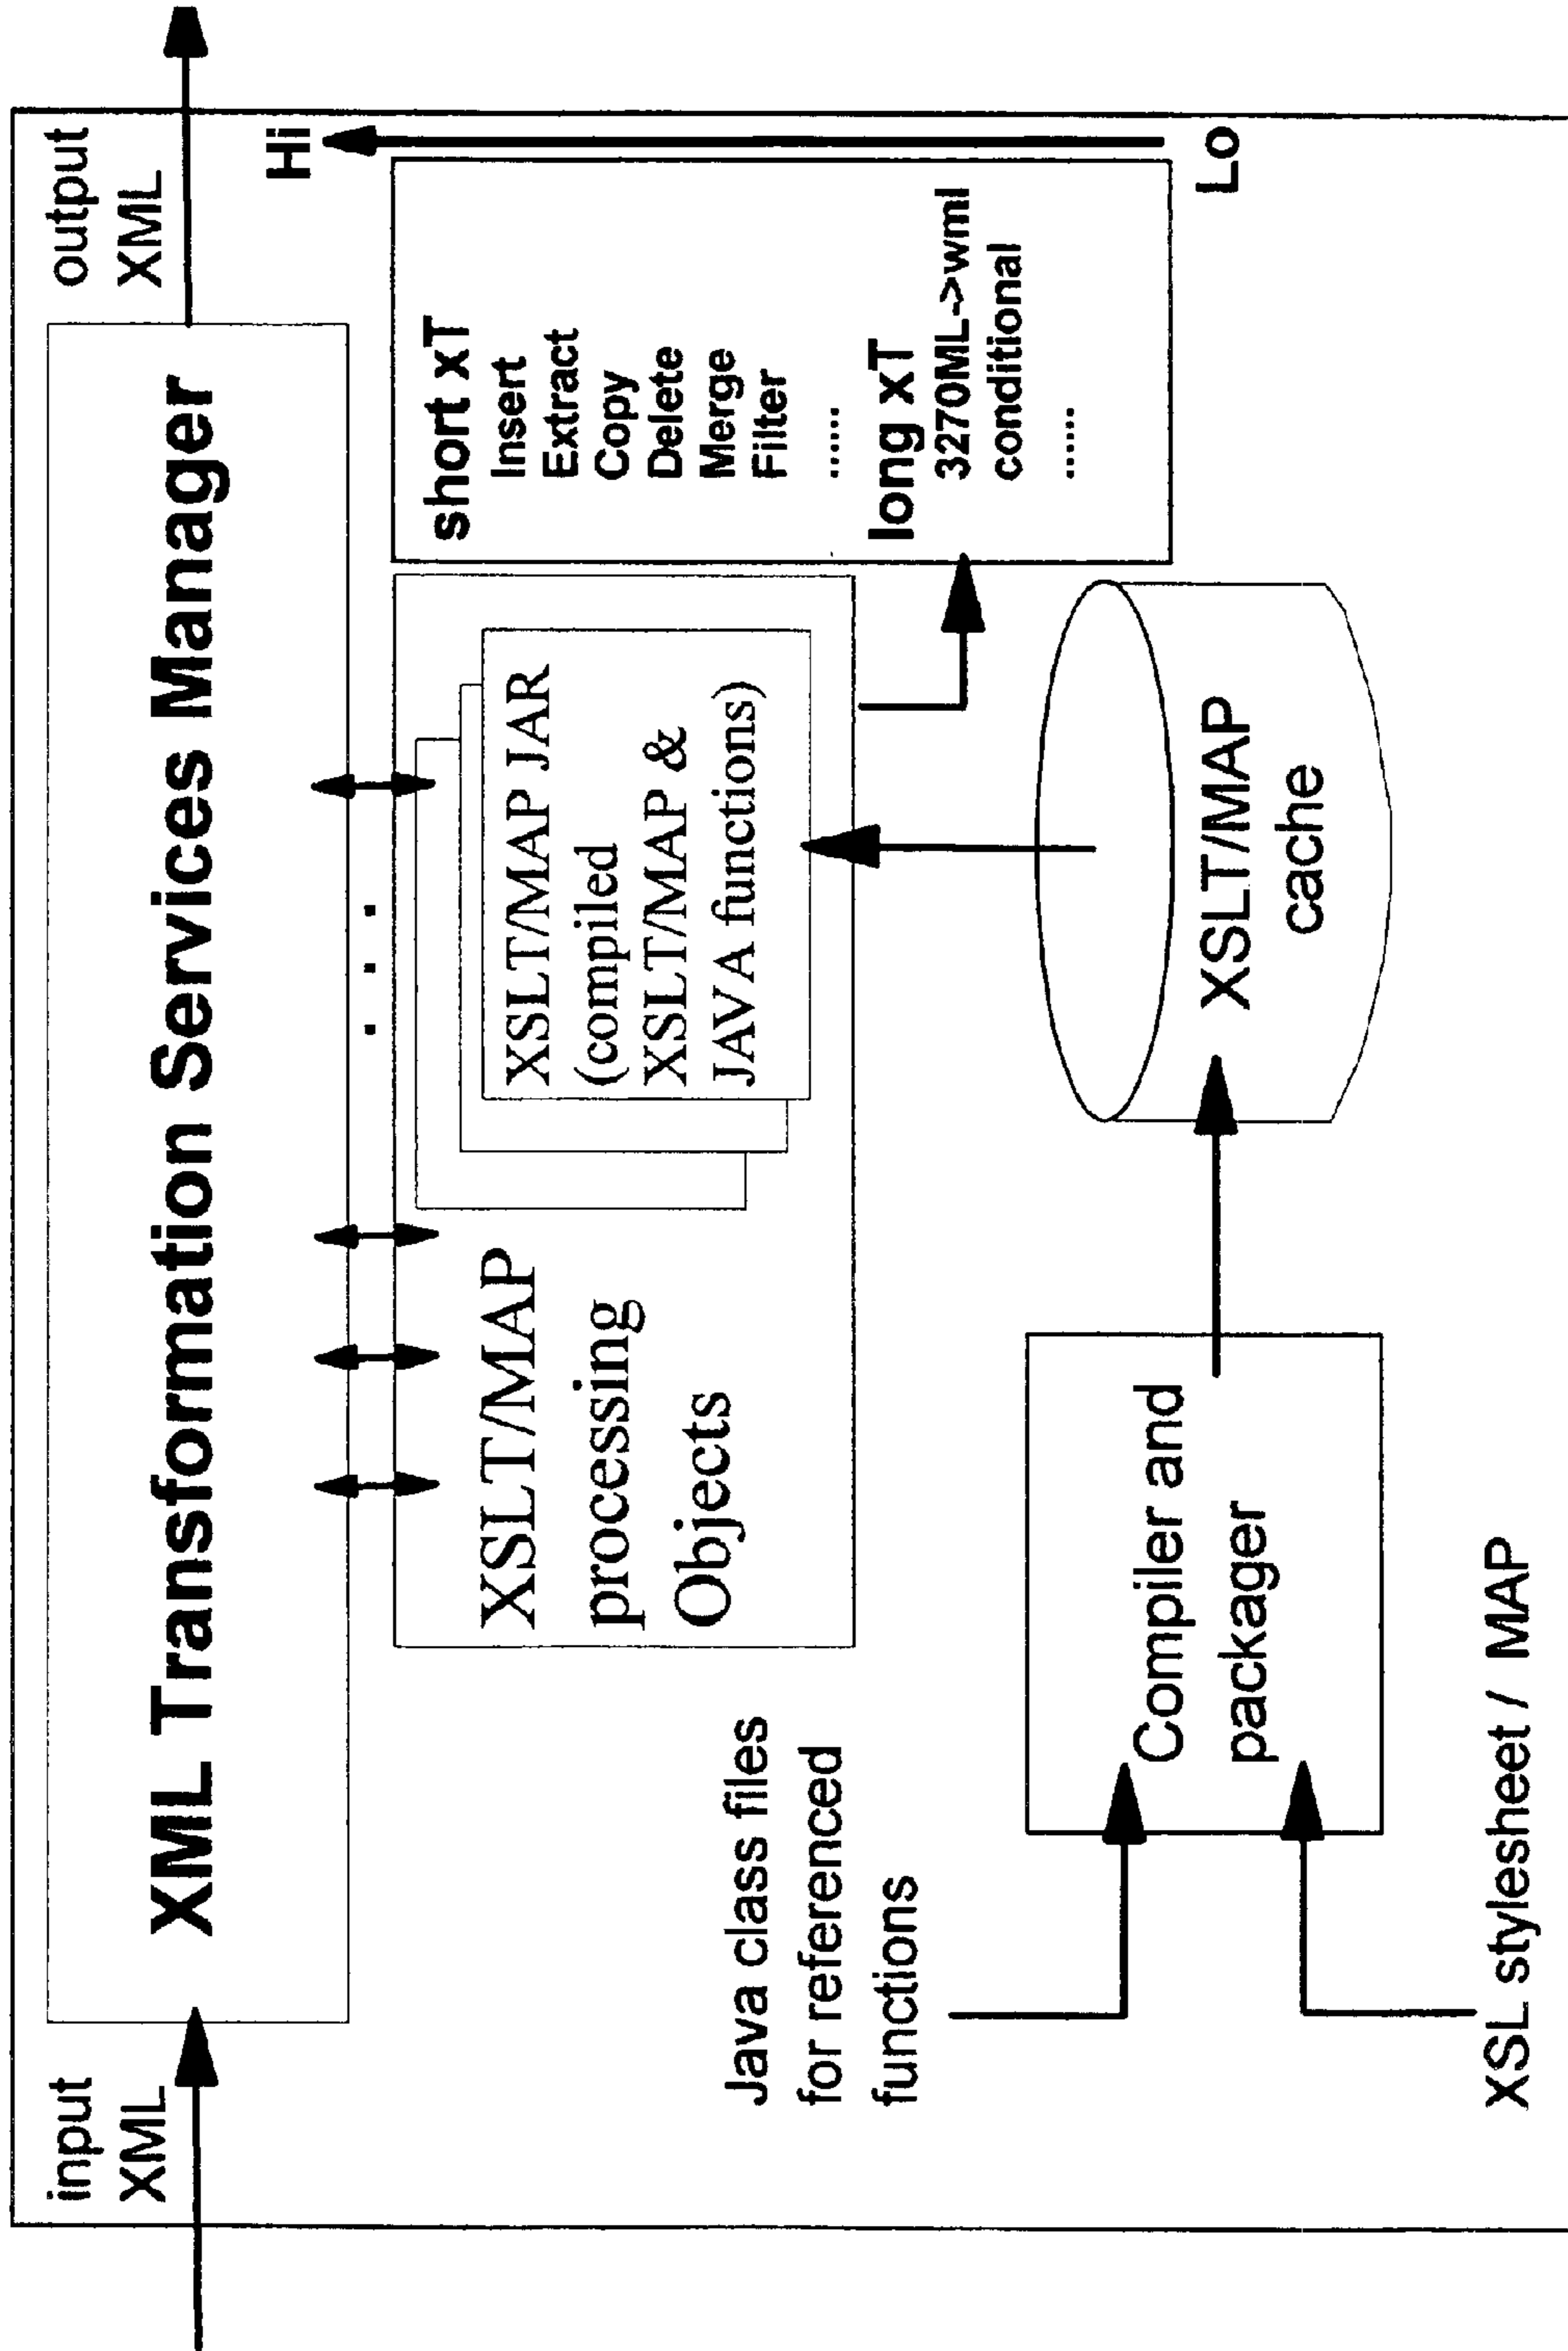 input
XML
XML Transformation Services Manager
output
XML
Hi
. . .
XSLT/MAP
processing
Objects
XSLT/MAP JAR
(compiled
XSLT/MAP &
JAVA functions)
short xT
Insert
Extract
Copy
Delete
Merge
Filter
......
long xT
3270ML->wml
conditional
......
Lo
Java class files
for referenced
functions
Compiler and
packager
XSLT/MAP
cache
XSL stylesheet / MAP